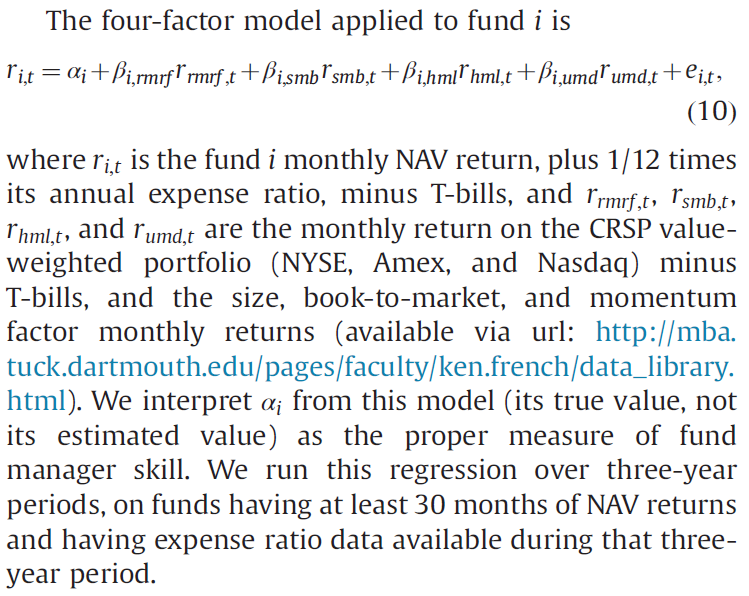 The four-factor model applied to fund i is
r_{i,t} = α_i + β_{i,rmrf} r_{rmrf,t} + β_{i,smb} r_{smb,t} + β_{i,hml} r_{hml,t} + β_{i,umd} r_{umd,t} + e_{i,t},
(10)
where r_{i,t} is the fund i monthly NAV return, plus 1/12 times
its annual expense ratio, minus T-bills, and r_{rmrf,t}, r_{smb,t},
r_{hml,t}, and r_{umd,t} are the monthly return on the CRSP value-
weighted portfolio (NYSE, Amex, and Nasdaq) minus
T-bills, and the size, book-to-market, and momentum
factor monthly returns (available via url: http://mba.
tuck.dartmouth.edu/pages/faculty/ken.french/data_library.
html). We interpret α_i from this model (its true value, not
its estimated value) as the proper measure of fund
manager skill. We run this regression over three-year
periods, on funds having at least 30 months of NAV returns
and having expense ratio data available during that three-
year period.